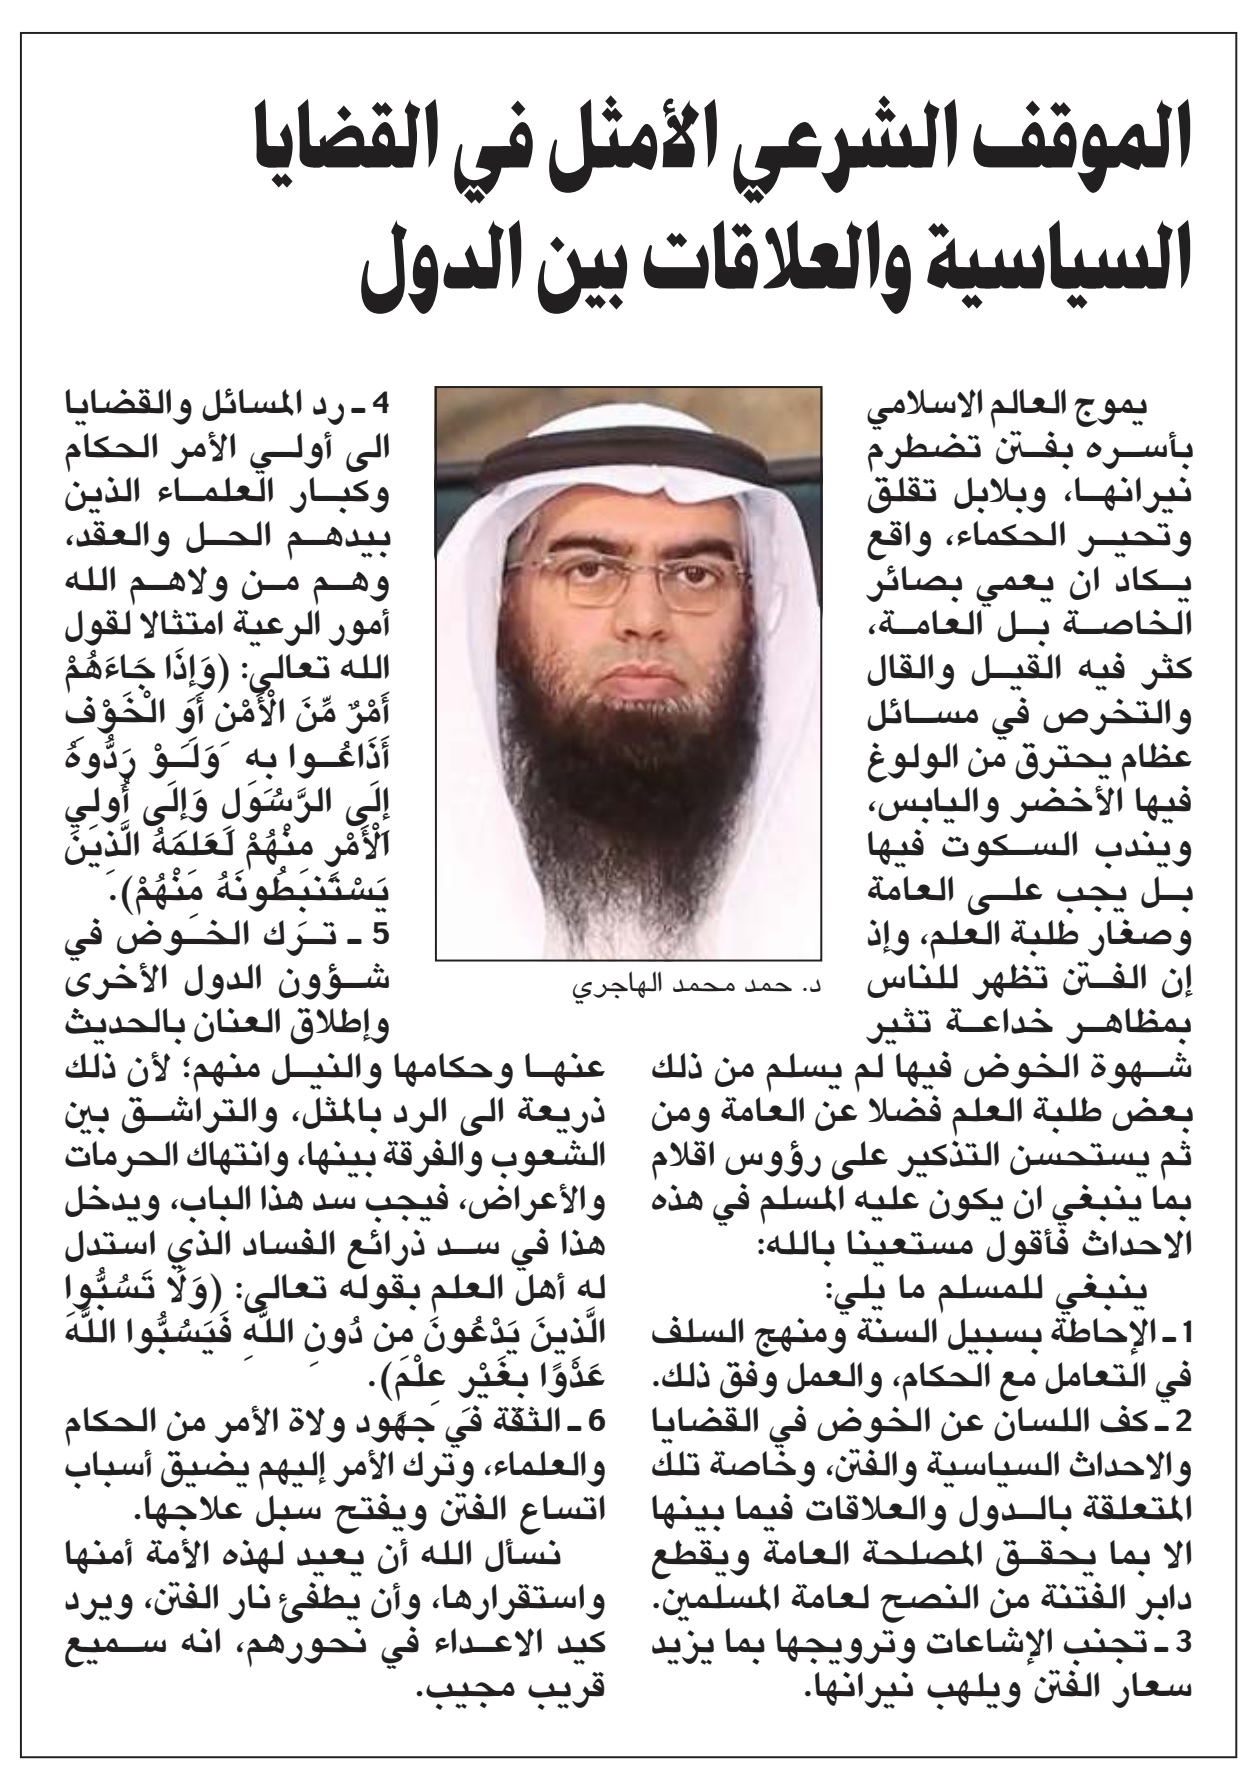 الموقف الشرعي الأمثل في القضايا
السياسية والعلاقات بين الدول
يموج العالم الاسلامي
بأسره بفتن تضطرم
نيرانها، وبلابل تقلق
وتحير الحكماء، واقع
يكاد ان يعمي بصائر
الخاصة بل العامة،
كثر فيه القيل والقال
والتخرص في مسائل
عظام يحترق من الولوغ
فيها الأخضر واليابس،
ويندب السكوت فيها
بل يجب على العامة
وصغار طلبة العلم، وإذ
إن الفتن تظهر للناس
بمظاهر خداعة تثير
شهوة الخوض فيها لم يسلم من ذلك
بعض طلبة العلم فضلا عن العامة ومن
ثم يستحسن التذكير على رؤوس اقلام
بما ينبغي ان يكون عليه المسلم في هذه
الاحداث فأقول مستعينا بالله:
ينبغي للمسلم ما يلي:
1 ـ الإحاطة بسبيل السنة ومنهج السلف
في التعامل مع الحكام، والعمل وفق ذلك.
2 ـ كف اللسان عن الخوض في القضايا
والاحداث السياسية والفتن، وخاصة تلك
المتعلقة بالدول والعلاقات فيما بينها
الا بما يحقق المصلحة العامة ويقطع
دابر الفتنة من النصح لعامة المسلمين.
3 ـ تجنب الإشاعات وترويجها بما يزيد
سعار الفتن ويلهب نيرانها.
د. حمد محمد الهاجري
4 ـ رد المسائل والقضايا
الى أولي الأمر الحكام
وكبار العلماء الذين
بيدهم الحل والعقد،
وهم من ولاهم الله
أمور الرعية امتثالا لقول
الله تعالى: (وَإِذَا جَاءَهُمْ
أَمْرٌ مِّنَ الْأَمْنِ أَوِ الْخَوْفِ
أَذَاعُوا بِهِ وَلَوْ رَدُّوهُ
إِلَى الرَّسُولِ وَإِلَى أُولِي
الْأَمْرِ مِنْهُمْ لَعَلِمَهُ الَّذِينَ
يَسْتَنبِطُونَهُ مِنْهُمْ).
5 ـ ترك الخوض في
شؤون الدول الأخرى
وإطلاق العنان بالحديث
عنها وحكامها والنيل منهم؛ لأن ذلك
ذريعة الى الرد بالمثل، والتراشق بين
الشعوب والفرقة بينها، وانتهاك الحرمات
والأعراض، فيجب سد هذا الباب، ويدخل
هذا في سد ذرائع الفساد الذي استدل
له أهل العلم بقوله تعالى: (وَلَا تَسُبُّوا
الَّذِينَ يَدْعُونَ مِن دُونِ اللَّهِ فَيَسُبُّوا اللَّهَ
عَدْوًا بِغَيْرِ عِلْمٍ).
6 ـ الثقة في جهود ولاة الأمر من الحكام
والعلماء، وترك الأمر إليهم يضيق أسباب
اتساع الفتن ويفتح سبل علاجها.
نسأل الله أن يعيد لهذه الأمة أمنها
واستقرارها، وأن يطفئ نار الفتن، ويرد
كيد الاعداء في نحورهم، انه سميع
قريب مجيب.